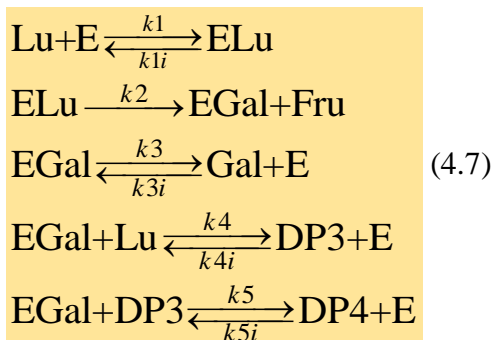 Lu+E ⇌ ELu k1 k1i
ELu → EGal+Fru k2
EGal ⇌ Gal+E k3 k3i
(4.7)
EGal+Lu ⇌ DP3+E k4 k4i
EGal+DP3 ⇌ DP4+E k5 k5i